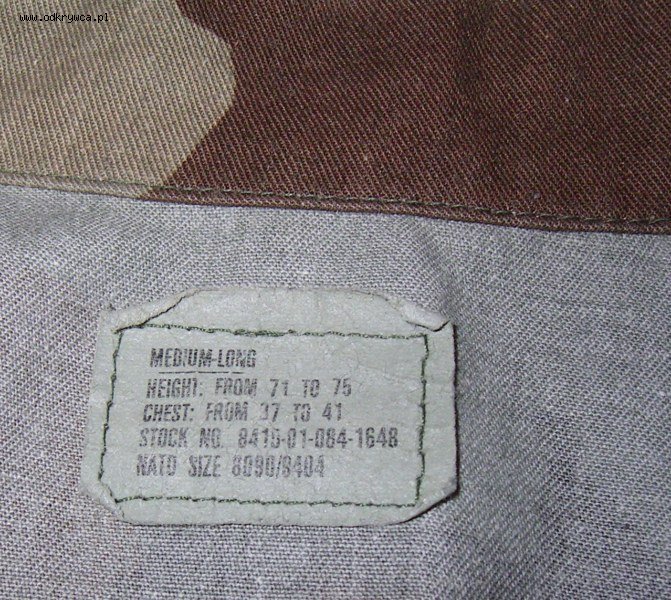 www.odkrywca.pl
MEDIUM-LONG
HEIGHT: FROM 71 TO 75
CHEST: FROM 37 TO 41
STOCK NO. 8415-01-084-1648
NATO SIZE 8090/9404